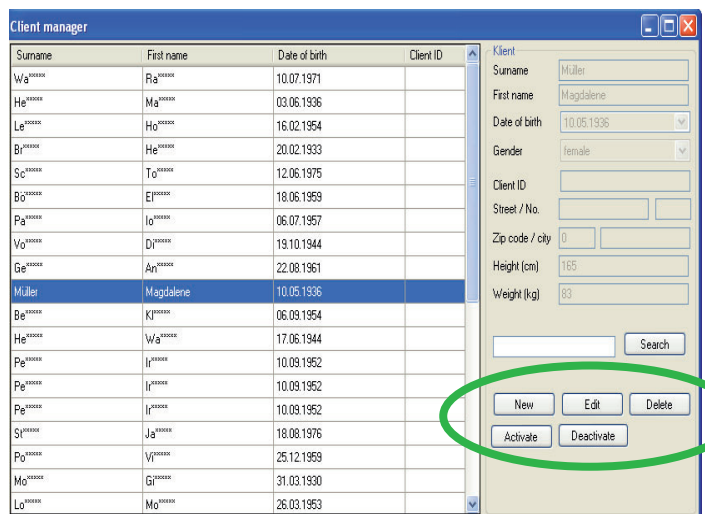 Client manager
Surname First name Date of birth Client ID
Wa***** Ra***** 10.07.1971
He***** Ma***** 03.06.1936
Le***** Ho***** 16.02.1954
Br***** He***** 20.02.1933
Sc***** To***** 12.06.1975
Bö***** El***** 18.06.1959
Pa***** Io***** 06.07.1957
Vo***** Di***** 19.10.1944
Ge***** An***** 22.08.1961
Müller Magdalene 10.05.1936
Be***** Kl***** 06.09.1954
He***** Wa***** 17.06.1944
Pe***** Ir***** 10.09.1952
Pe***** Ir***** 10.09.1952
Pe***** Ir***** 10.09.1952
St***** Ja***** 18.08.1976
Po***** Vi***** 25.12.1959
Mo***** Gi***** 31.03.1930
Lo***** Mo***** 26.03.1953
Klient
Surname Müller
First name Magdalene
Date of birth 10.05.1936
Gender female
Client ID
Street / No.
Zip code / city 0
Height (cm) 165
Weight (kg) 83
Search
New Edit Delete
Activate Deactivate